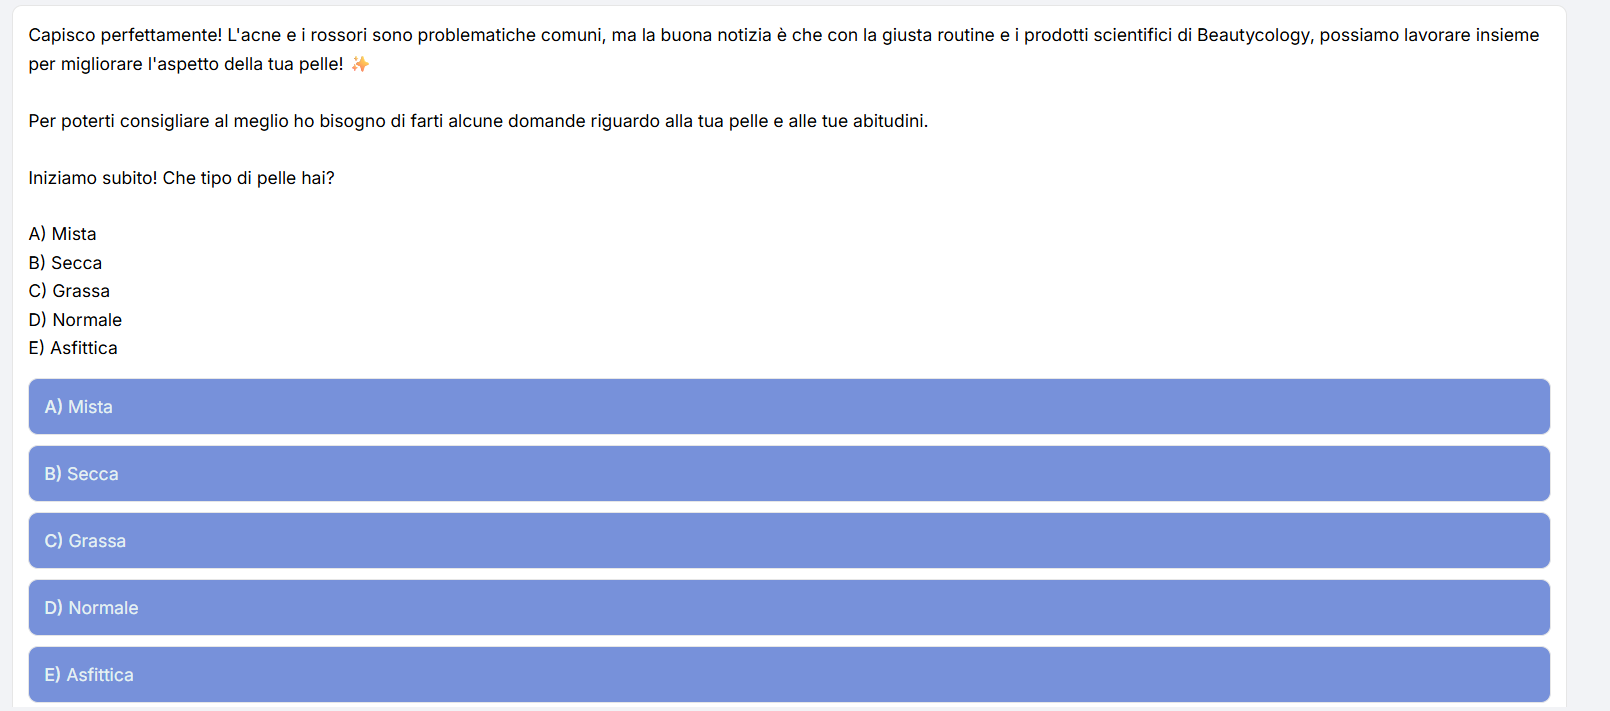 Capisco perfettamente! L'acne e i rossori sono problematiche comuni, ma la buona notizia è che con la giusta routine e i prodotti scientifici di Beautycology, possiamo lavorare insieme
per migliorare l'aspetto della tua pelle! ✨
Per poterti consigliare al meglio ho bisogno di farti alcune domande riguardo alla tua pelle e alle tue abitudini.
Iniziamo subito! Che tipo di pelle hai?
A) Mista
B) Secca
C) Grassa
D) Normale
E) Asfittica
A) Mista
B) Secca
C) Grassa
D) Normale
E) Asfittica